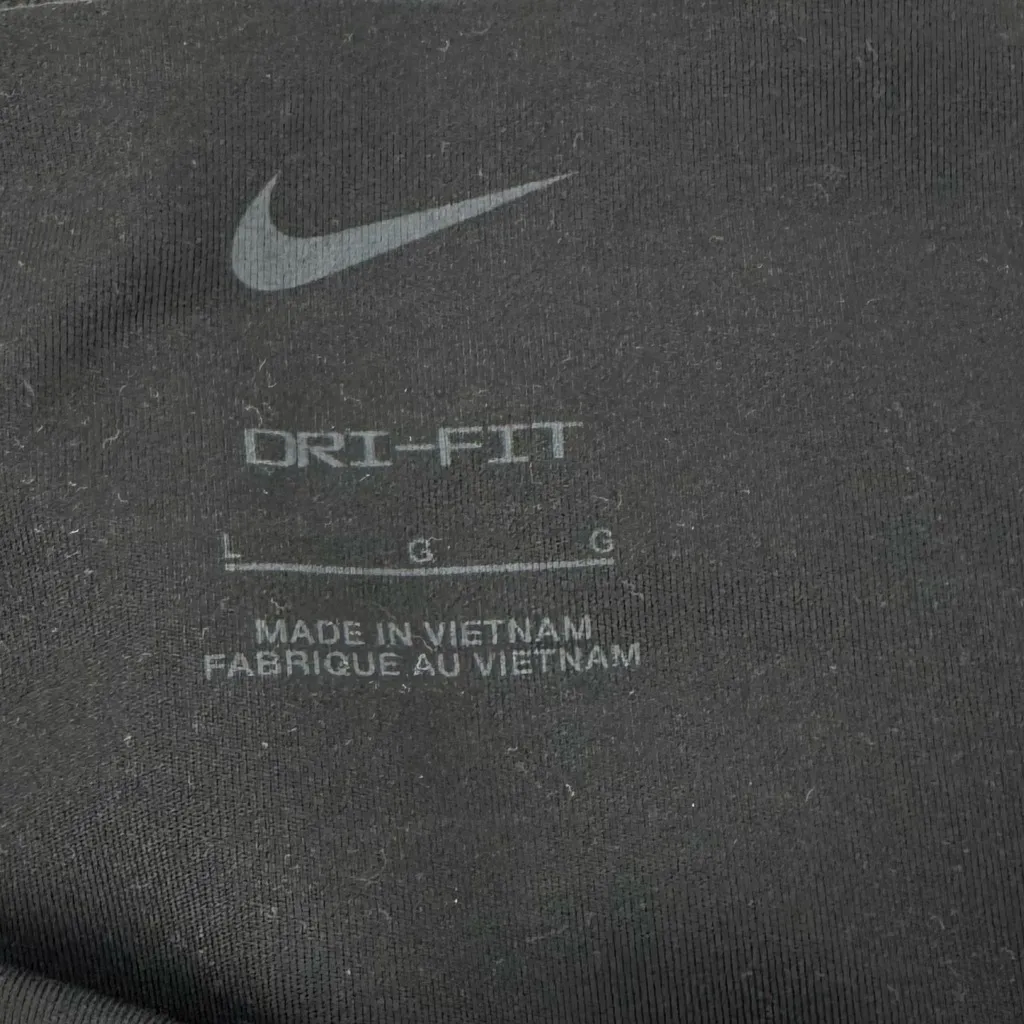 DRI-FIT
L G G
MADE IN VIETNAM
FABRIQUE AU VIETNAM